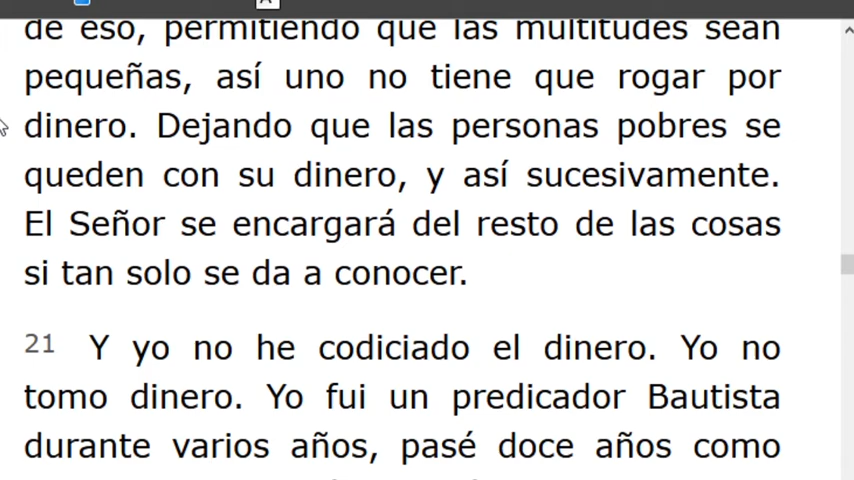 de eso, permitiendo que las multitudes sean
pequeñas, así uno no tiene que rogar por
dinero. Dejando que las personas pobres se
queden con su dinero, y así sucesivamente.
El Señor se encargará del resto de las cosas
si tan solo se da a conocer.
21 Y yo no he codiciado el dinero. Yo no
tomo dinero. Yo fui un predicador Bautista
durante varios años, pasé doce años como